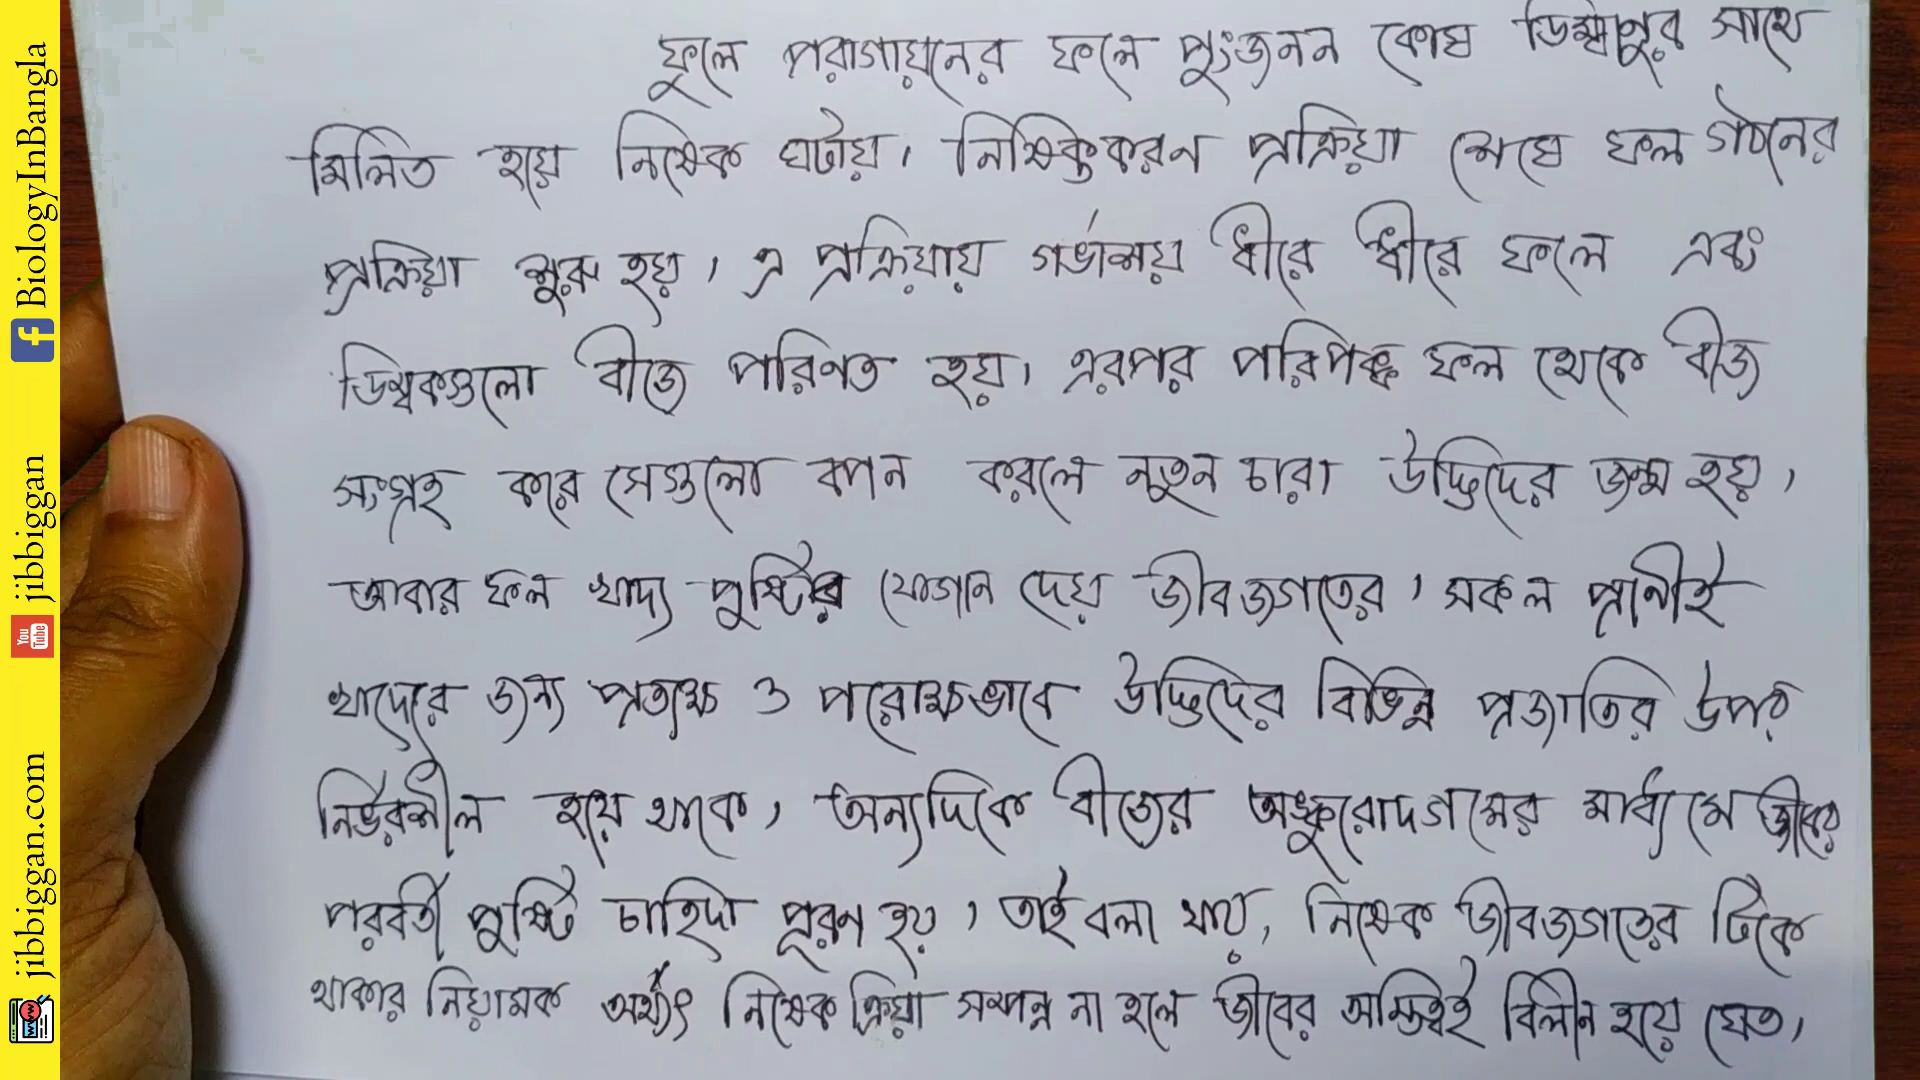 ফুলে পরাগায়নের ফলে পুংজনন কোষ ডিম্বাণুর সাথে
মিলিত হয়ে নিষেক ঘটায়। নিষিক্তকরণ প্রক্রিয়া শেষে ফল গঠনের
প্রক্রিয়া শুরু হয়। এ প্রক্রিয়ায় গর্ভাশয় ধীরে ধীরে ফলে এবং
ডিম্বকগুলো বীজে পরিণত হয়। এরপর পরিপক্ক ফল থেকে বীজ
সংগ্রহ করে সেগুলো বপন করলে নতুন চারা উদ্ভিদের জন্ম হয়।
আবার ফল খাদ্য পুষ্টির যোগান দেয় জীবজগতের। সকল প্রাণীই
খাদ্যের জন্য প্রত্যক্ষ ও পরোক্ষভাবে উদ্ভিদের বিভিন্ন প্রজাতির উপর
নির্ভরশীল হয়ে থাকে। অন্যদিকে বীজের অঙ্কুরোদগমের মাধ্যমে জীবের
পরবর্তী পুষ্টি চাহিদা পূরণ হয়। তাই বলা যায়, নিষেক জীবজগতের টিকে
থাকার নিয়ামক অর্থাৎ নিষেক ক্রিয়া সম্পন্ন না হলে জীবের অস্তিত্বই বিলীন হয়ে যেত।
BiologyInBangla
jibbiggan
You Tube
jibbiggan.com
www